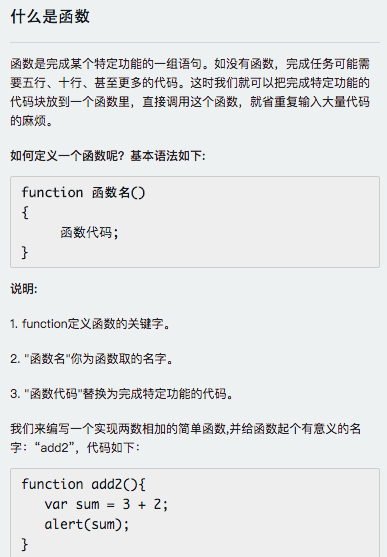 什么是函数
函数是完成某个特定功能的一组语句。如没有函数，完成任务可能需
要五行、十行、甚至更多的代码。这时我们就可以把完成特定功能的
代码块放到一个函数里，直接调用这个函数，就省重复输入大量代码
的麻烦。
如何定义一个函数呢？基本语法如下:
function 函数名()
{
函数代码;
}
说明:
1. function定义函数的关键字。
2. "函数名"你为函数取的名字。
3. "函数代码"替换为完成特定功能的代码。
我们来编写一个实现两数相加的简单函数,并给函数起个有意义的名
字：“add2”，代码如下：
function add2(){
var sum = 3 + 2;
alert(sum);
}